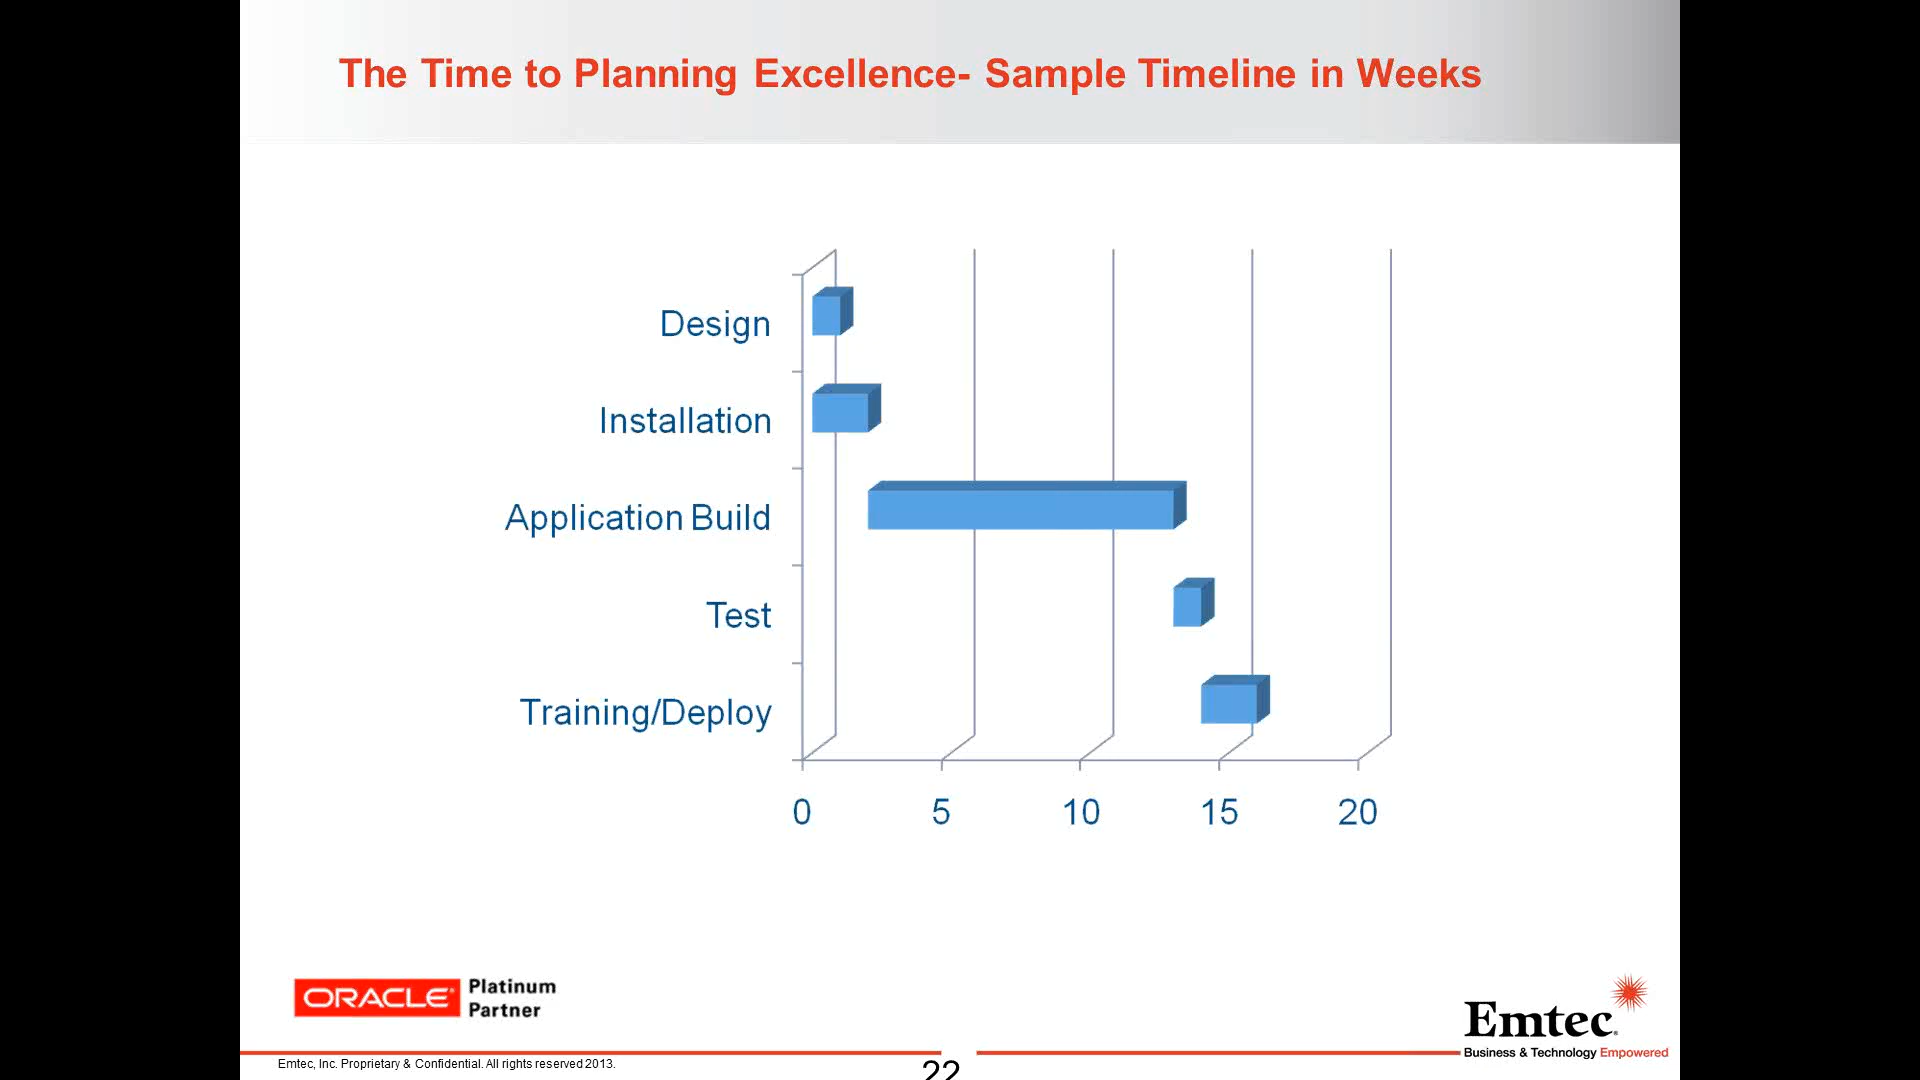 The Time to Planning Excellence- Sample Timeline in Weeks
Design
Installation
Application Build
Test
Training/Deploy
0 5 10 15 20
ORACLE Platinum Partner
Emtec
Business & Technology Empowered
Emtec, Inc. Proprietary & Confidential. All rights reserved 2013.
22